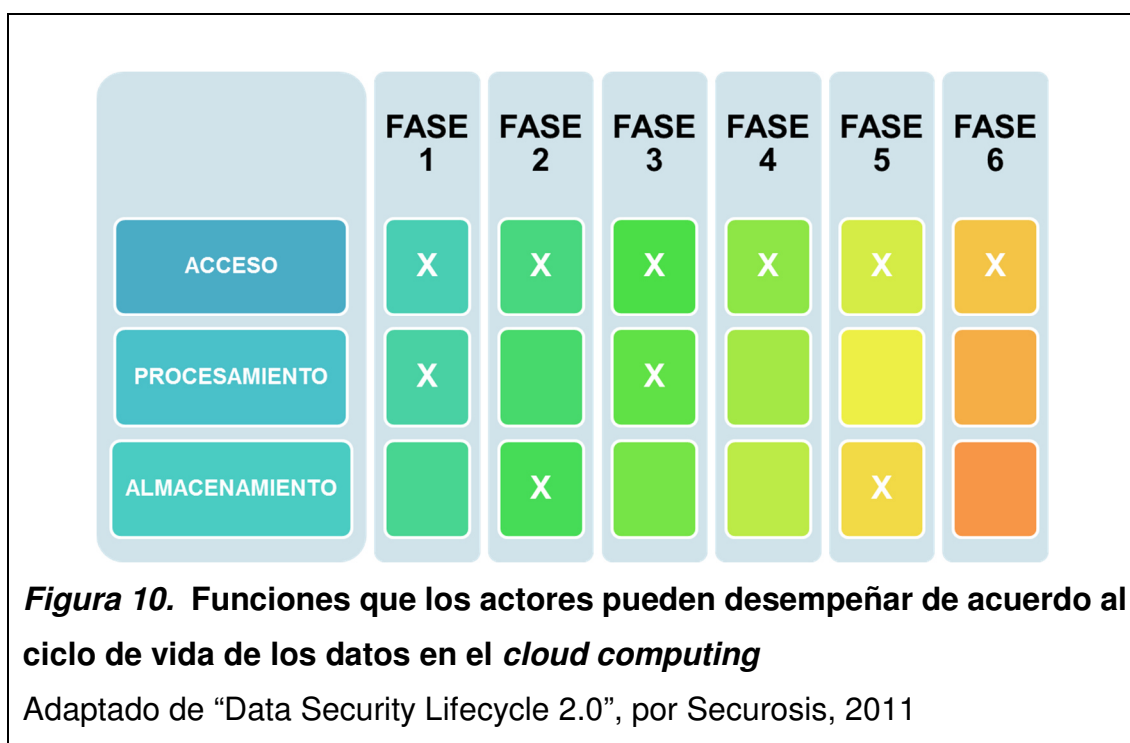 FASE 1 FASE 2 FASE 3 FASE 4 FASE 5 FASE 6
ACCESO X X X X X X
PROCESAMIENTO X X
ALMACENAMIENTO X X
Figura 10. Funciones que los actores pueden desempeñar de acuerdo al
ciclo de vida de los datos en el cloud computing
Adaptado de “Data Security Lifecycle 2.0”, por Securosis, 2011